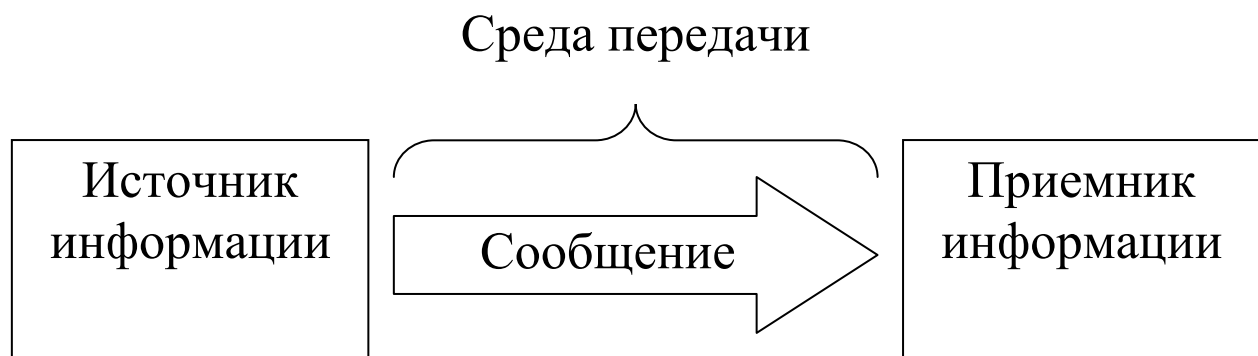 Среда передачи
Источник
информации
Сообщение
Приемник
информации